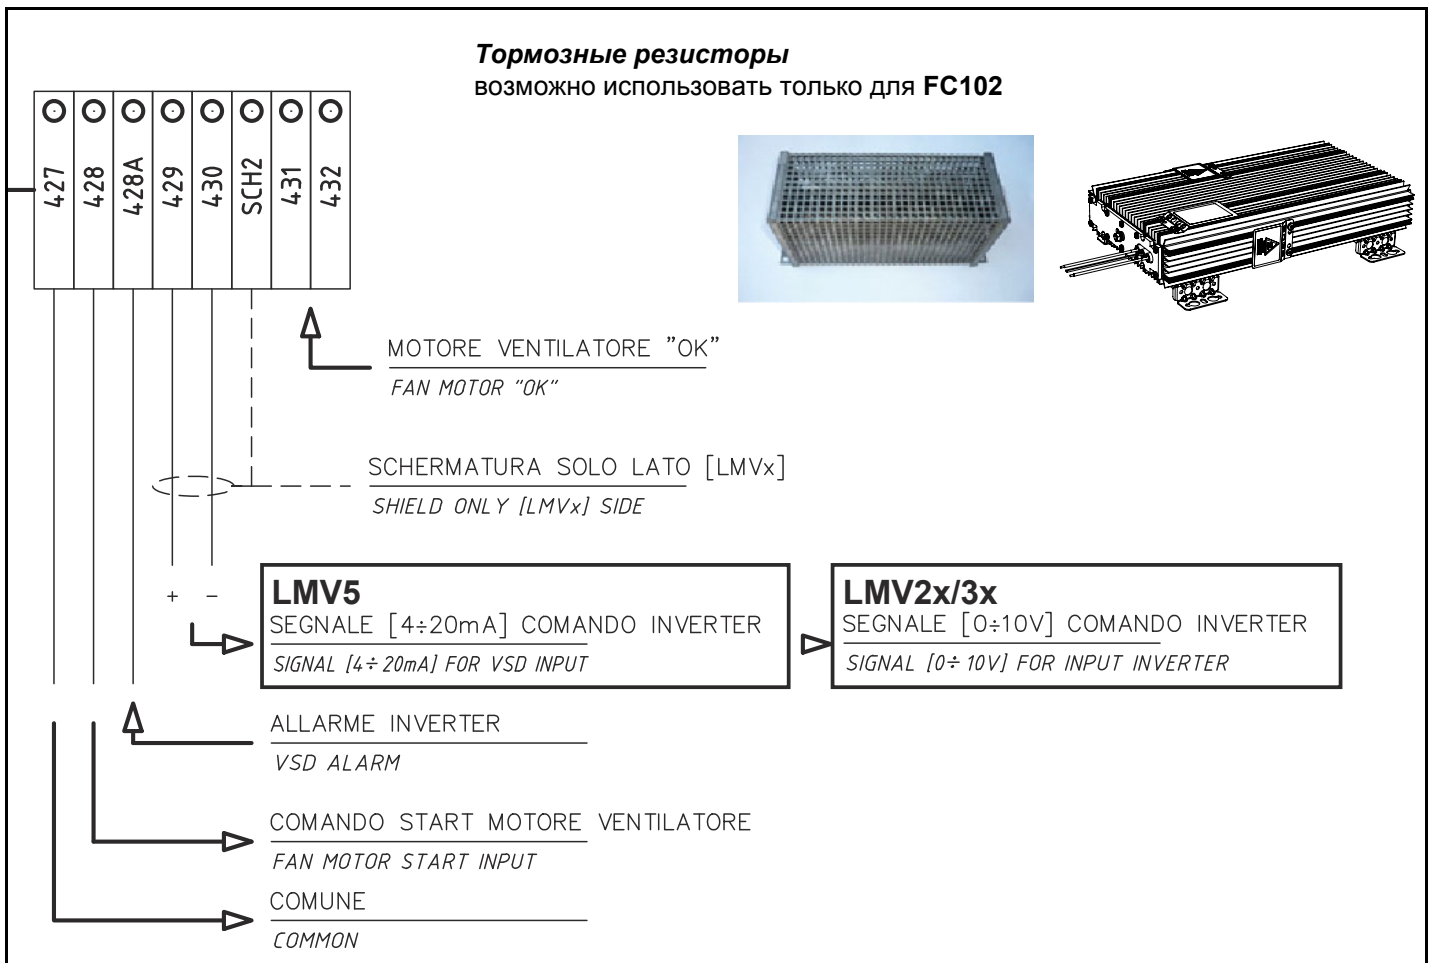 Тормозные резисторы
возможно использовать только для FC102
427
428
428A
429
430
SCH2
431
432
MOTORE VENTILATORE ”OK”
FAN MOTOR "OK"
SCHERMATURA SOLO LATO [LMVx]
SHIELD ONLY [LMVx] SIDE
+ −
LMV5
SEGNALE [4÷20mA] COMANDO INVERTER
SIGNAL [4÷20mA] FOR VSD INPUT
LMV2x/3x
SEGNALE [0÷10V] COMANDO INVERTER
SIGNAL [0÷10V] FOR INPUT INVERTER
ALLARME INVERTER
VSD ALARM
COMANDO START MOTORE VENTILATORE
FAN MOTOR START INPUT
COMUNE
COMMON